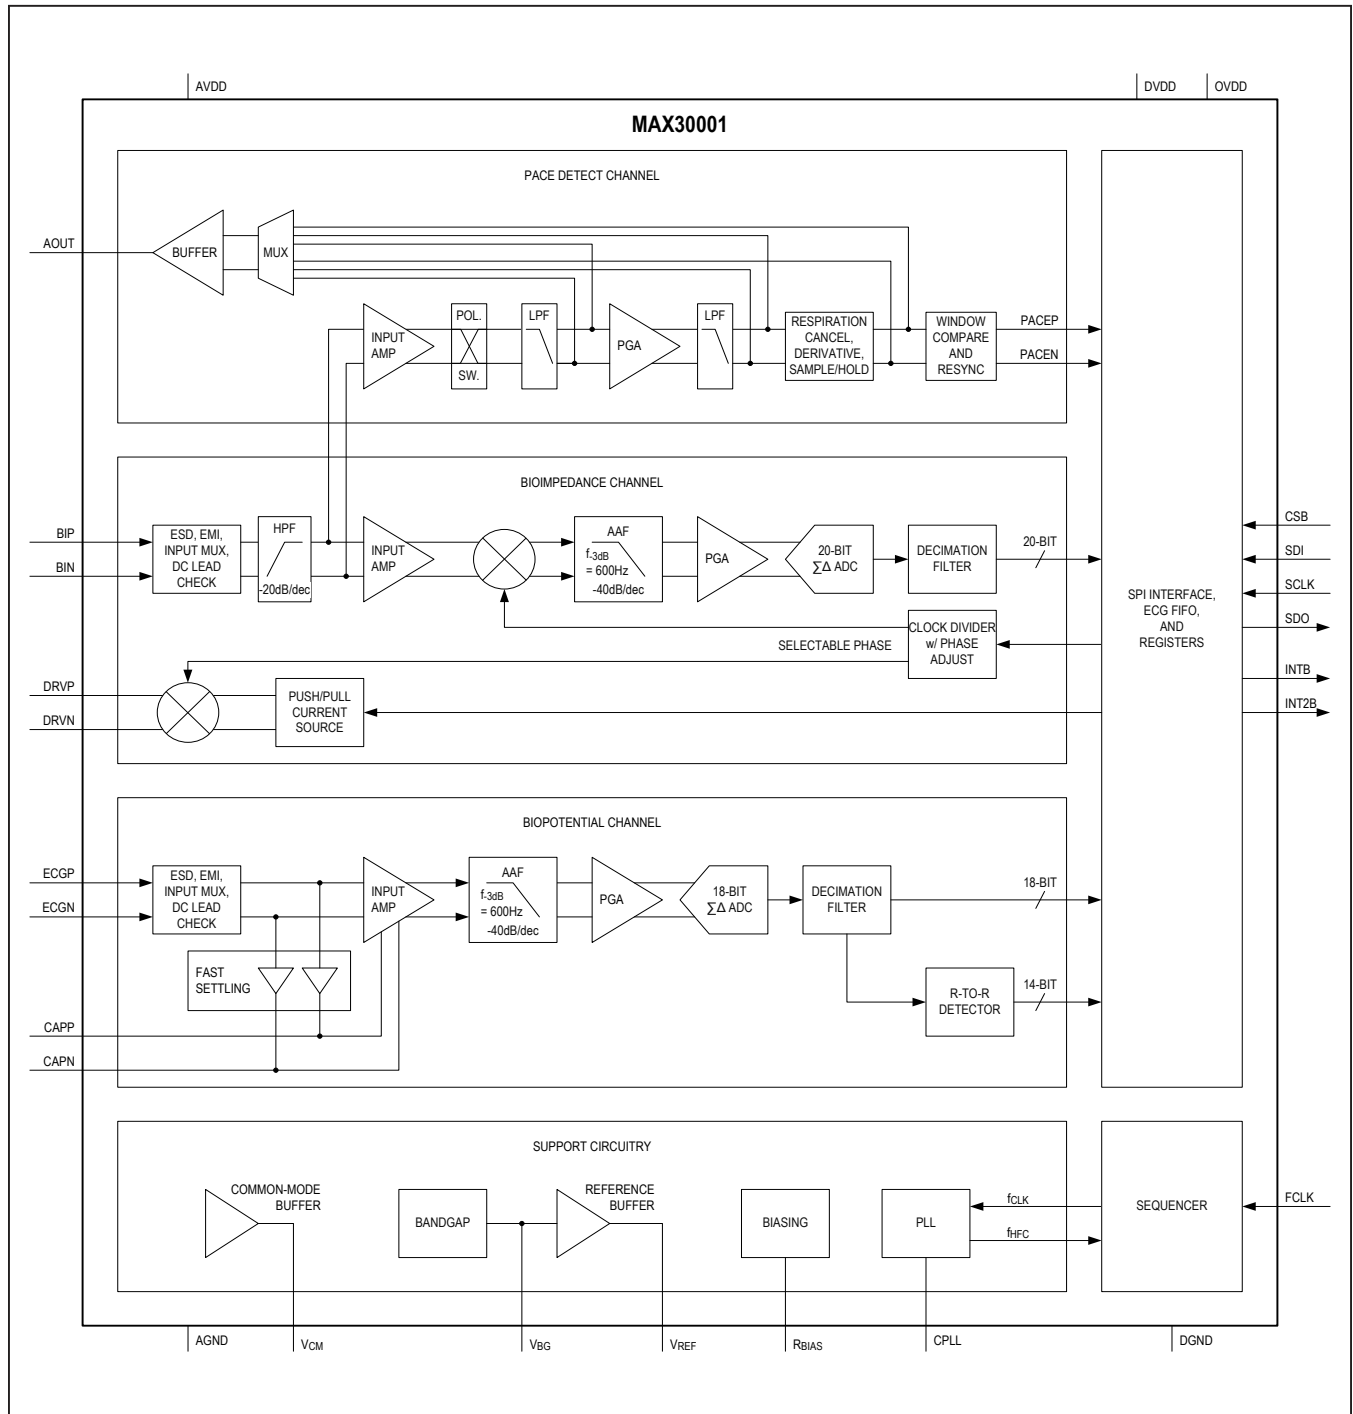 AVDD
DVDD
OVDD
MAX30001
PACE DETECT CHANNEL
AOUT
BUFFER
MUX
INPUT
AMP
POL.
SW.
LPF
PGA
LPF
RESPIRATION
CANCEL,
DERIVATIVE,
SAMPLE/HOLD
WINDOW
COMPARE
AND
RESYNC
PACEP
PACEN
BIOIMPEDANCE CHANNEL
BIP
BIN
ESD, EMI,
INPUT MUX,
DC LEAD
CHECK
HPF
-20dB/dec
INPUT
AMP
AAF
f-3dB
= 600Hz
-40dB/dec
PGA
20-BIT
∑Δ ADC
DECIMATION
FILTER
20-BIT
SELECTABLE PHASE
CLOCK DIVIDER
w/ PHASE
ADJUST
DRVP
DRVN
PUSH/PULL
CURRENT
SOURCE
SPI INTERFACE,
ECG FIFO,
AND
REGISTERS
CSB
SDI
SCLK
SDO
INTB
INT2B
BIOPOTENTIAL CHANNEL
ECGP
ECGN
ESD, EMI,
INPUT MUX,
DC LEAD
CHECK
INPUT
AMP
AAF
f-3dB
= 600Hz
-40dB/dec
PGA
18-BIT
∑Δ ADC
DECIMATION
FILTER
18-BIT
FAST
SETTLING
R-TO-R
DETECTOR
14-BIT
CAPP
CAPN
SUPPORT CIRCUITRY
COMMON-MODE
BUFFER
BANDGAP
REFERENCE
BUFFER
BIASING
PLL
fCLK
fHFC
SEQUENCER
FCLK
AGND
VCM
VBG
VREF
RBIAS
CPLL
DGND